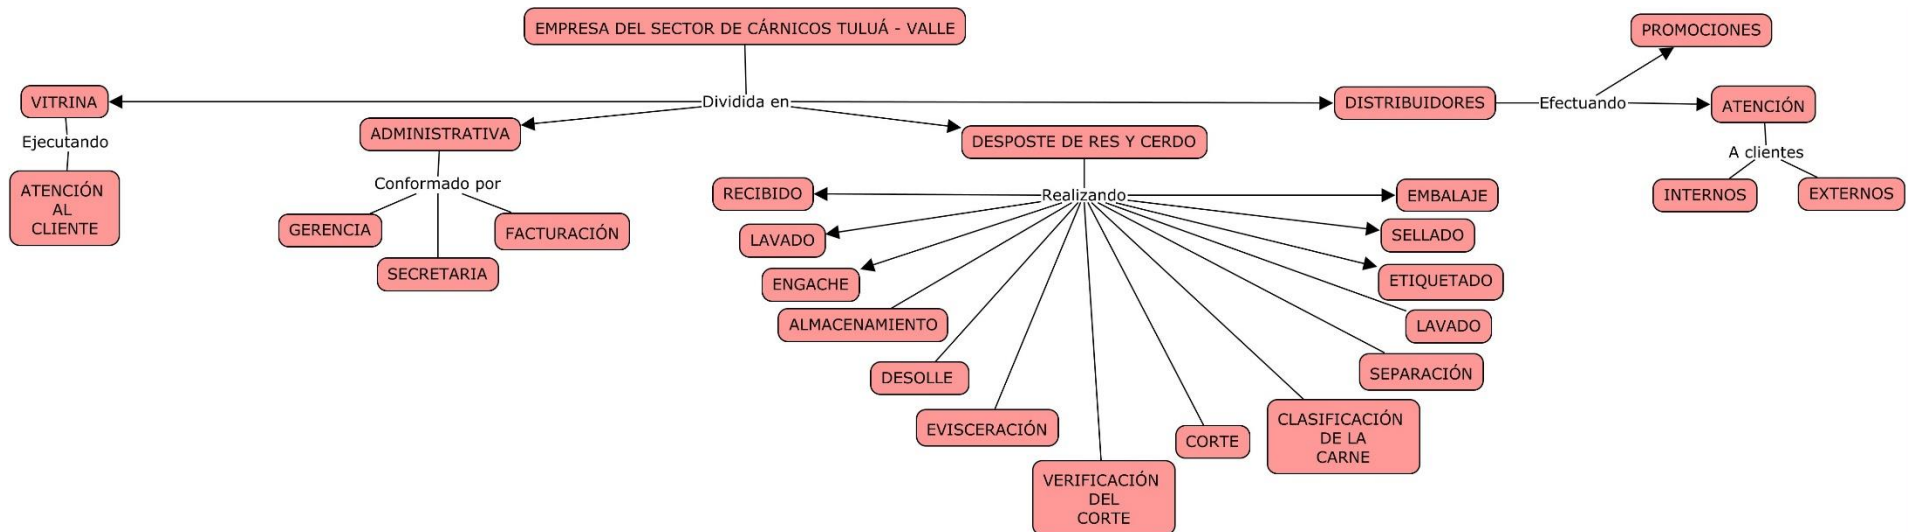 EMPRESA DEL SECTOR DE CÁRNICOS TULUÁ - VALLE
PROMOCIONES
VITRINA
Dividida en
DISTRIBUIDORES
Efectuando
ATENCIÓN
Ejecutando
ADMINISTRATIVA
DESPOSTE DE RES Y CERDO
A clientes
ATENCIÓN
AL
CLIENTE
Conformado por
RECIBIDO
Realizando
EMBALAJE
INTERNOS
EXTERNOS
GERENCIA
FACTURACIÓN
LAVADO
SELLADO
SECRETARIA
ENGACHE
ETIQUETADO
ALMACENAMIENTO
LAVADO
DESOLLE
SEPARACIÓN
EVISCERACIÓN
CORTE
CLASIFICACIÓN
DE LA
CARNE
VERIFICACIÓN
DEL
CORTE